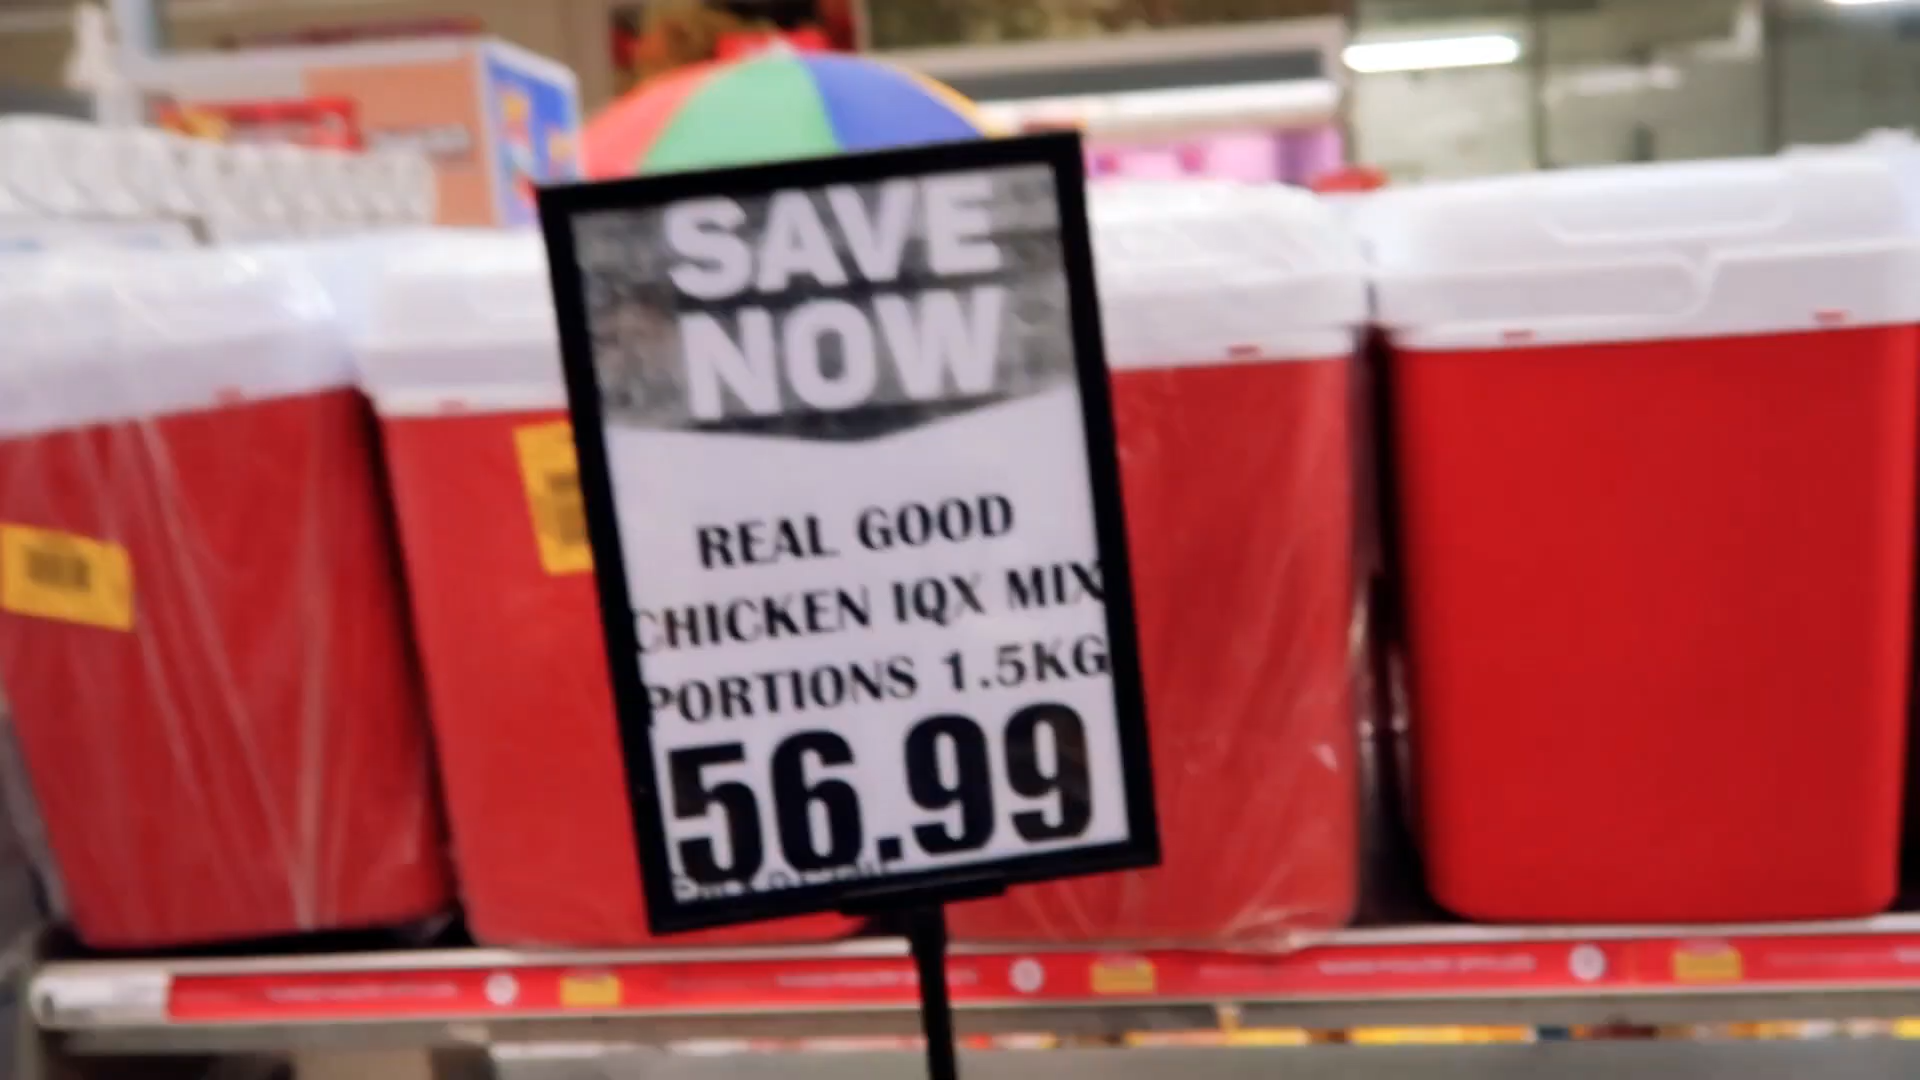 SAVE
NOW
REAL GOOD
CHICKEN IQX MIX
PORTIONS 1.5KG
56.99